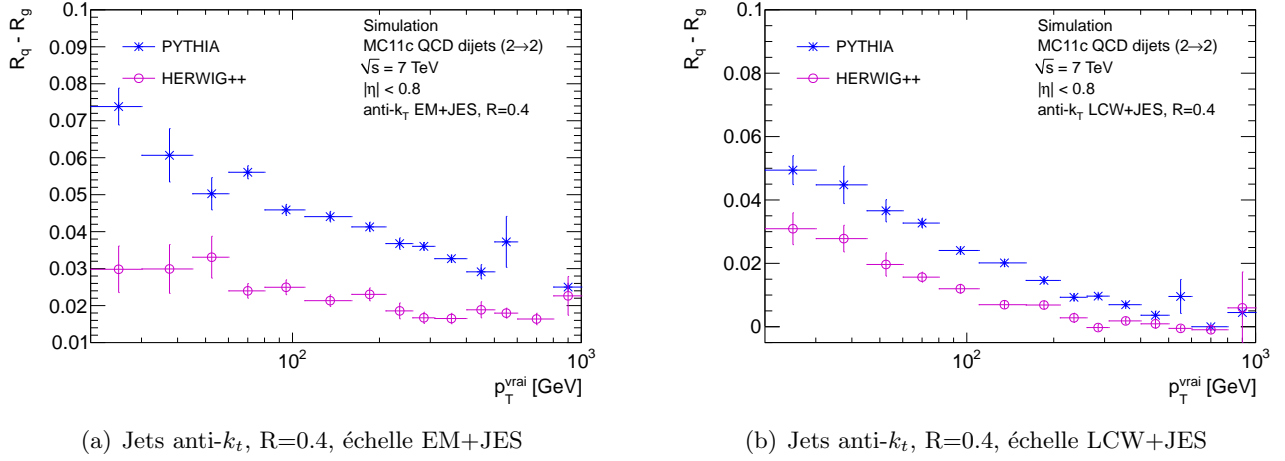 R_q - R_g
0.1
0.09
0.08
0.07
0.06
0.05
0.04
0.03
0.02
0.01
PYTHIA
HERWIG++
Simulation
MC11c QCD dijets (2→2)
√s = 7 TeV
|η| < 0.8
anti-k_T EM+JES, R=0.4
10^2
10^3
p_T^vrai [GeV]
(a) Jets anti-k_t, R=0.4, échelle EM+JES
R_q - R_g
0.1
0.08
0.06
0.04
0.02
0
PYTHIA
HERWIG++
Simulation
MC11c QCD dijets (2→2)
√s = 7 TeV
|η| < 0.8
anti-k_T LCW+JES, R=0.4
10^2
10^3
p_T^vrai [GeV]
(b) Jets anti-k_t, R=0.4, échelle LCW+JES